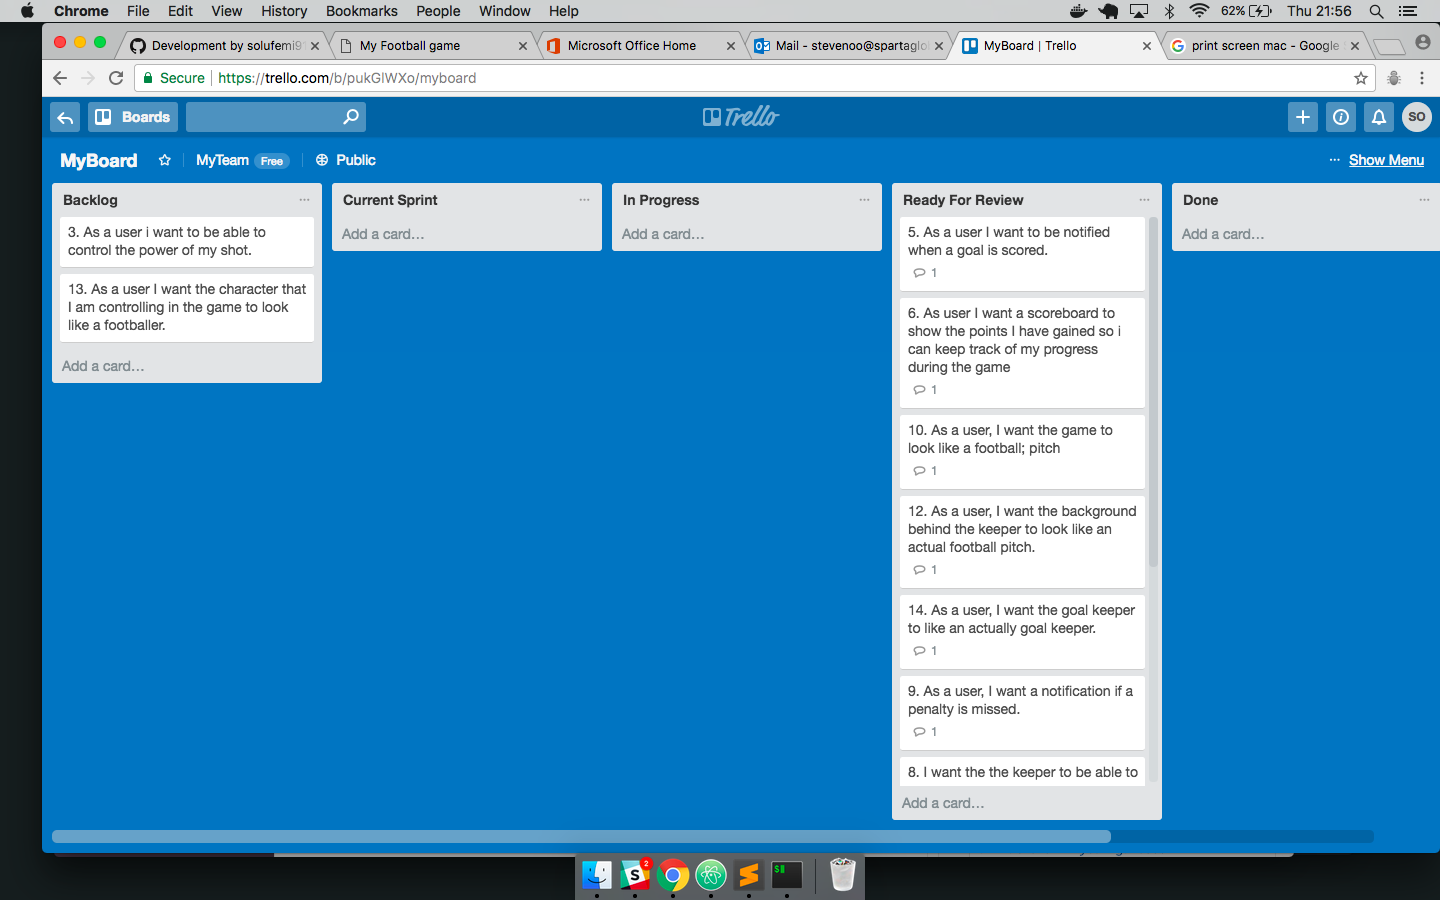 Chrome File Edit View History Bookmarks People Window Help 62% Thu 21:56
Development by solufemi9 My Football game Microsoft Office Home Mail - stevenoo@spartaglo MyBoard | Trello print screen mac - Google
Secure https://trello.com/b/pukGlWXo/myboard
Boards Trello SO
MyBoard MyTeam Free Public ... Show Menu
Backlog
3. As a user i want to be able to
control the power of my shot.
13. As a user I want the character that
I am controlling in the game to look
like a footballer.
Add a card...
Current Sprint
Add a card...
In Progress
Add a card...
Ready For Review
5. As a user I want to be notified
when a goal is scored.
1
6. As user I want a scoreboard to
show the points I have gained so i
can keep track of my progress
during the game
1
10. As a user, I want the game to
look like a football; pitch
1
12. As a user, I want the background
behind the keeper to look like an
actual football pitch.
1
14. As a user, I want the goal keeper
to like an actually goal keeper.
1
9. As a user, I want a notification if a
penalty is missed.
1
8. I want the the keeper to be able to
Add a card...
Done
Add a card...
S 2 $